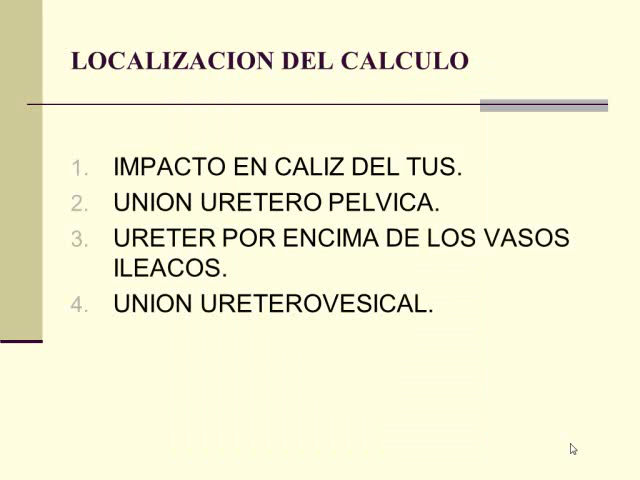 LOCALIZACION DEL CALCULO
1. IMPACTO EN CALIZ DEL TUS.
2. UNION URETERO PELVICA.
3. URETER POR ENCIMA DE LOS VASOS
ILEACOS.
4. UNION URETEROVESICAL.